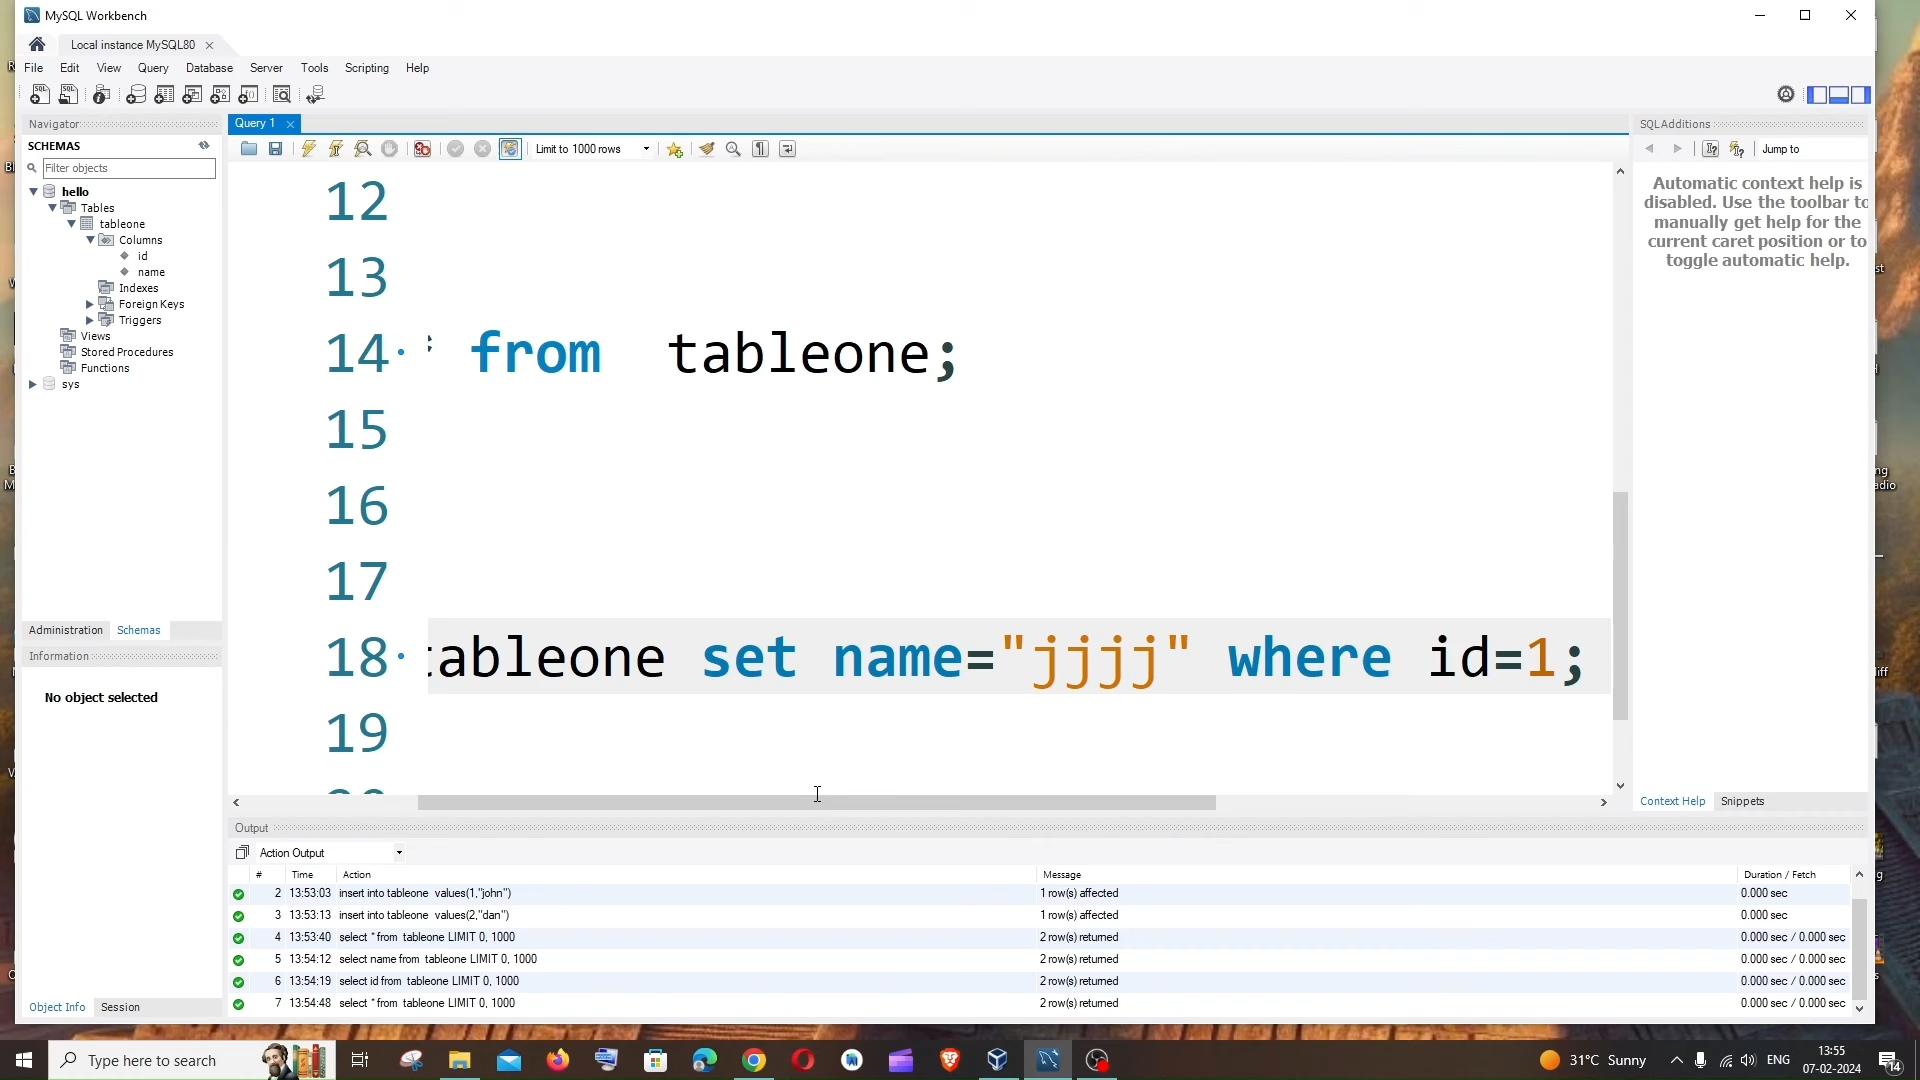 MySQL Workbench
Local instance MySQL80
File Edit View Query Database Server Tools Scripting Help
Navigator
SCHEMAS
Filter objects
hello
Tables
tableone
Columns
id
name
Indexes
Foreign Keys
Triggers
Views
Stored Procedures
Functions
sys
Administration Schemas
Information
No object selected
Object Info Session
Query 1
Limit to 1000 rows
12
13
14 from tableone;
15
16
17
18 tableone set name="jjjj" where id=1;
19
SQLAdditions
Jump to
Automatic context help is
disabled. Use the toolbar to
manually get help for the
current caret position or to
toggle automatic help.
Context Help Snippets
Output
Action Output
# Time Action Message Duration / Fetch
2 13:53:03 insert into tableone values(1,"john") 1 row(s) affected 0.000 sec
3 13:53:13 insert into tableone values(2,"dan") 1 row(s) affected 0.000 sec
4 13:53:40 select * from tableone LIMIT 0, 1000 2 row(s) returned 0.000 sec / 0.000 sec
5 13:54:12 select name from tableone LIMIT 0, 1000 2 row(s) returned 0.000 sec / 0.000 sec
6 13:54:19 select id from tableone LIMIT 0, 1000 2 row(s) returned 0.000 sec / 0.000 sec
7 13:54:48 select * from tableone LIMIT 0, 1000 2 row(s) returned 0.000 sec / 0.000 sec
Type here to search
31°C Sunny
ENG
13:55
07-02-2024
14